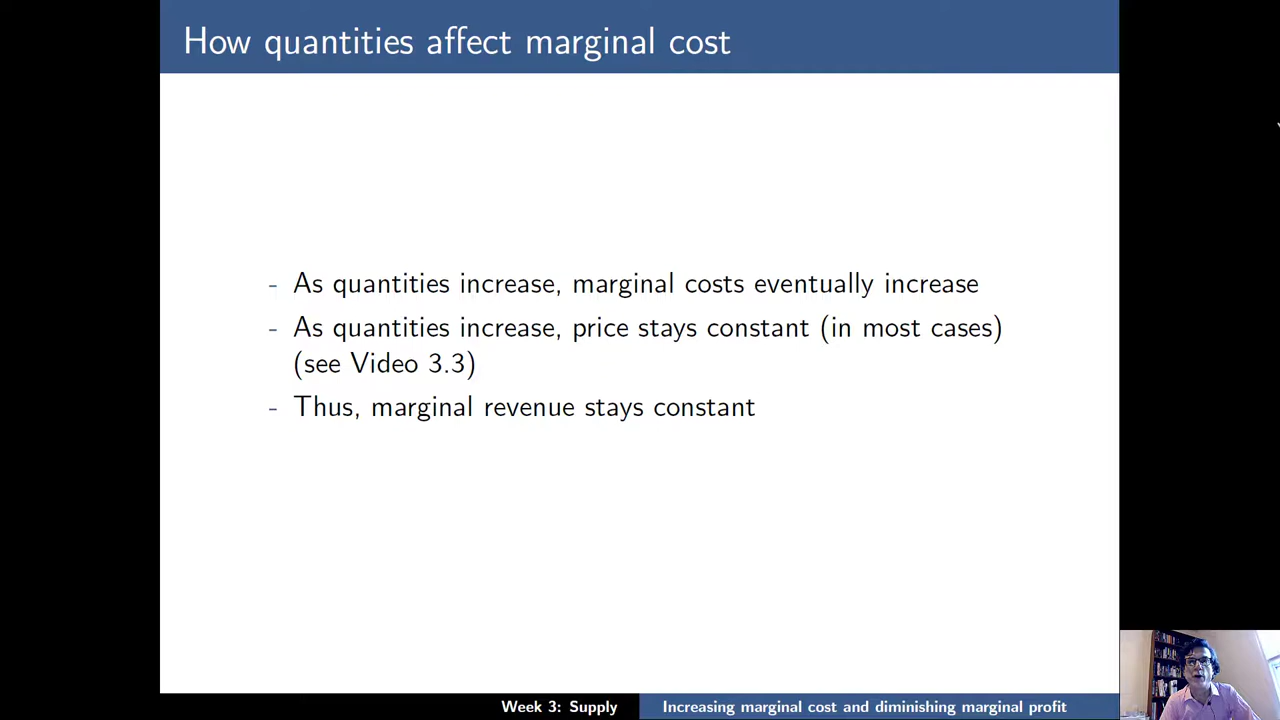 How quantities affect marginal cost
- As quantities increase, marginal costs eventually increase
- As quantities increase, price stays constant (in most cases)
(see Video 3.3)
- Thus, marginal revenue stays constant
Week 3: Supply
Increasing marginal cost and diminishing marginal profit